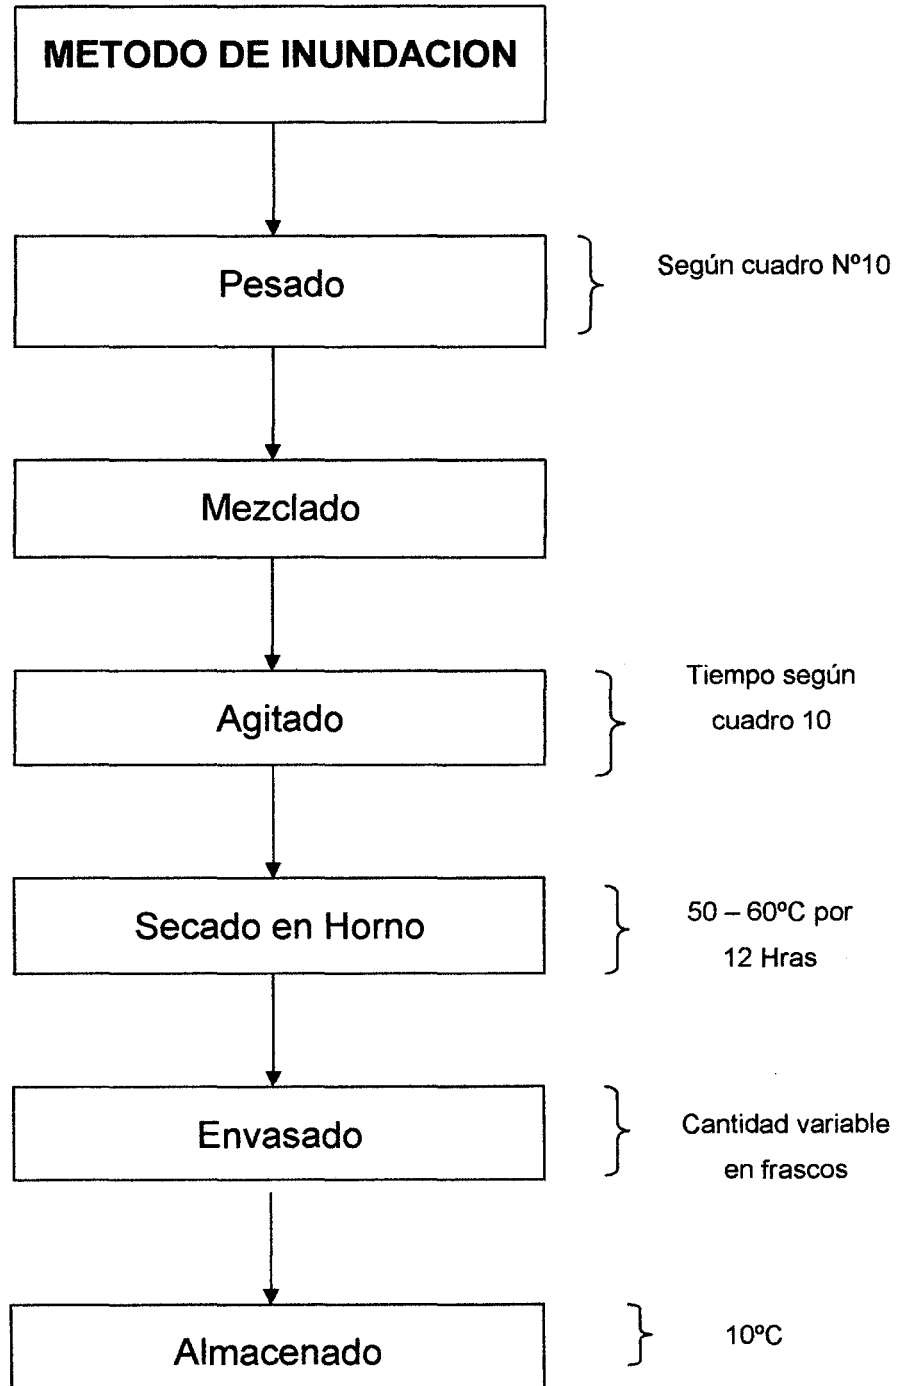 METODO DE INUNDACION
Pesado
Según cuadro Nº10
Mezclado
Agitado
Tiempo según
cuadro 10
Secado en Horno
50 – 60ºC por
12 Hras
Envasado
Cantidad variable
en frascos
Almacenado
10ºC